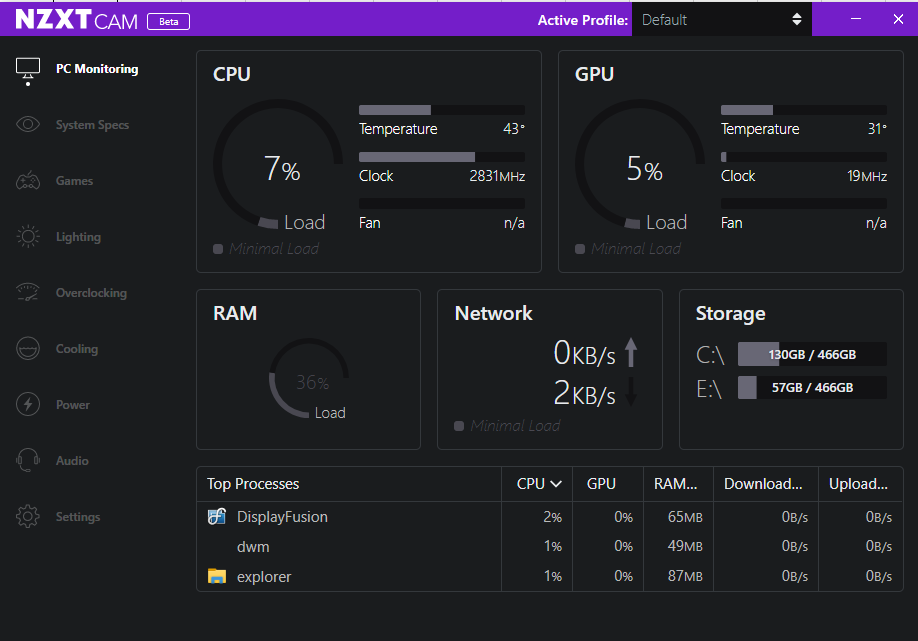 NZXT CAM Beta Active Profile: Default
PC Monitoring
System Specs
Games
Lighting
Overclocking
Cooling
Power
Audio
Settings
CPU
7%
Load
Minimal Load
Temperature 43°
Clock 2831MHz
Fan n/a
GPU
5%
Load
Minimal Load
Temperature 31°
Clock 19MHz
Fan n/a
RAM
36%
Load
Network
0KB/s
2KB/s
Minimal Load
Storage
C:\ 130GB / 466GB
E:\ 57GB / 466GB
Top Processes CPU GPU RAM... Download... Upload...
DisplayFusion 2% 0% 65MB 0B/s 0B/s
dwm 1% 0% 49MB 0B/s 0B/s
explorer 1% 0% 87MB 0B/s 0B/s